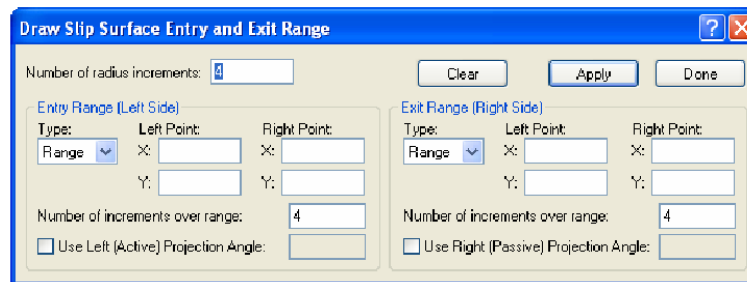 Draw Slip Surface Entry and Exit Range
Number of radius increments: 4 Clear Apply Done
Entry Range (Left Side)
Type: Left Point: Right Point:
Range X: X:
Y: Y:
Number of increments over range: 4
Use Left (Active) Projection Angle:
Exit Range (Right Side)
Type: Left Point: Right Point:
Range X: X:
Y: Y:
Number of increments over range: 4
Use Right (Passive) Projection Angle: